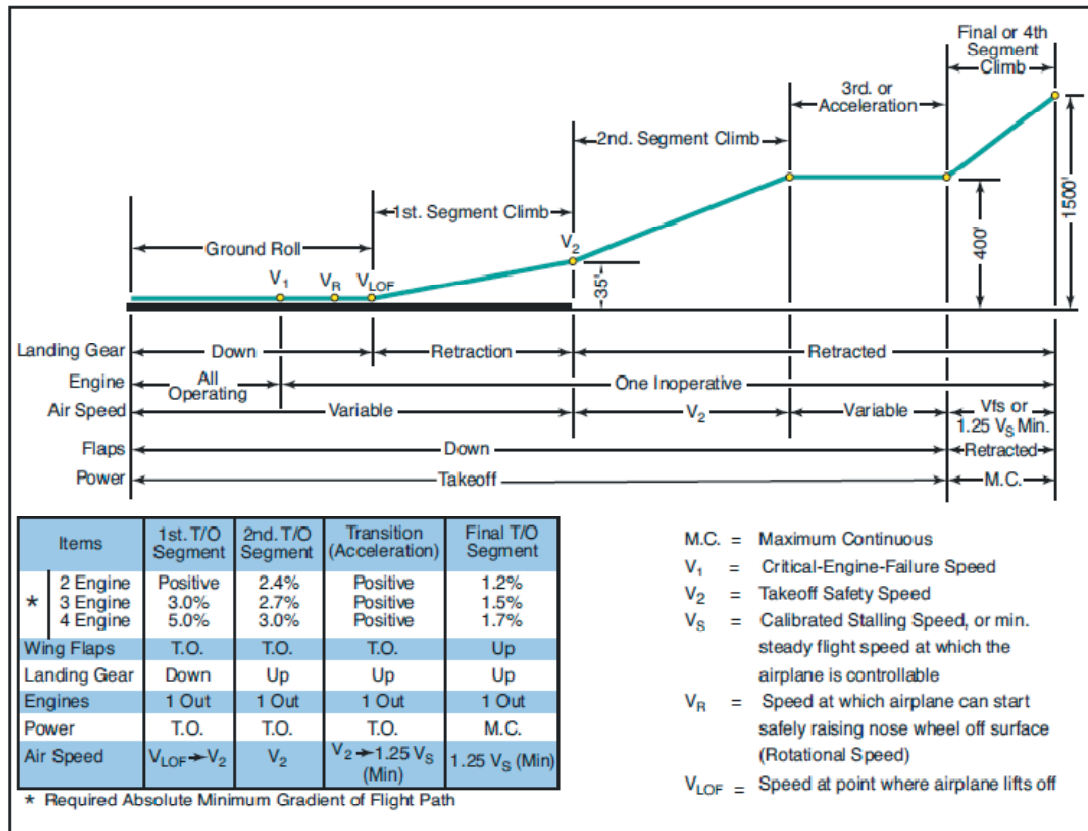 Final or 4th
Segment
Climb
3rd. or
Acceleration
2nd. Segment Climb
1st. Segment Climb
Ground Roll
V1
VR
VLOF
V2
35'
400'
1500'
Landing Gear Down Retraction Retracted
Engine All Operating One Inoperative
Air Speed Variable V2 Variable Vfs or 1.25 VS Min.
Flaps Down Retracted
Power Takeoff M.C.
Items 1st. T/O Segment 2nd. T/O Segment Transition (Acceleration) Final T/O Segment
* 2 Engine Positive 2.4% Positive 1.2%
3 Engine 3.0% 2.7% Positive 1.5%
4 Engine 5.0% 3.0% Positive 1.7%
Wing Flaps T.O. T.O. T.O. Up
Landing Gear Down Up Up Up
Engines 1 Out 1 Out 1 Out 1 Out
Power T.O. T.O. T.O. M.C.
Air Speed VLOF→V2 V2 V2→1.25 VS (Min) 1.25 VS (Min)
* Required Absolute Minimum Gradient of Flight Path
M.C. = Maximum Continuous
V1 = Critical-Engine-Failure Speed
V2 = Takeoff Safety Speed
VS = Calibrated Stalling Speed, or min.
steady flight speed at which the
airplane is controllable
VR = Speed at which airplane can start
safely raising nose wheel off surface
(Rotational Speed)
VLOF = Speed at point where airplane lifts off